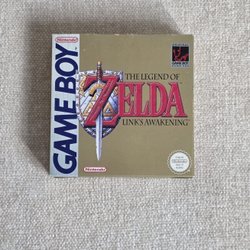 Nintendo
GAME BOY
THE LEGEND OF
ZELDA
LINK'S AWAKENING
Nintendo